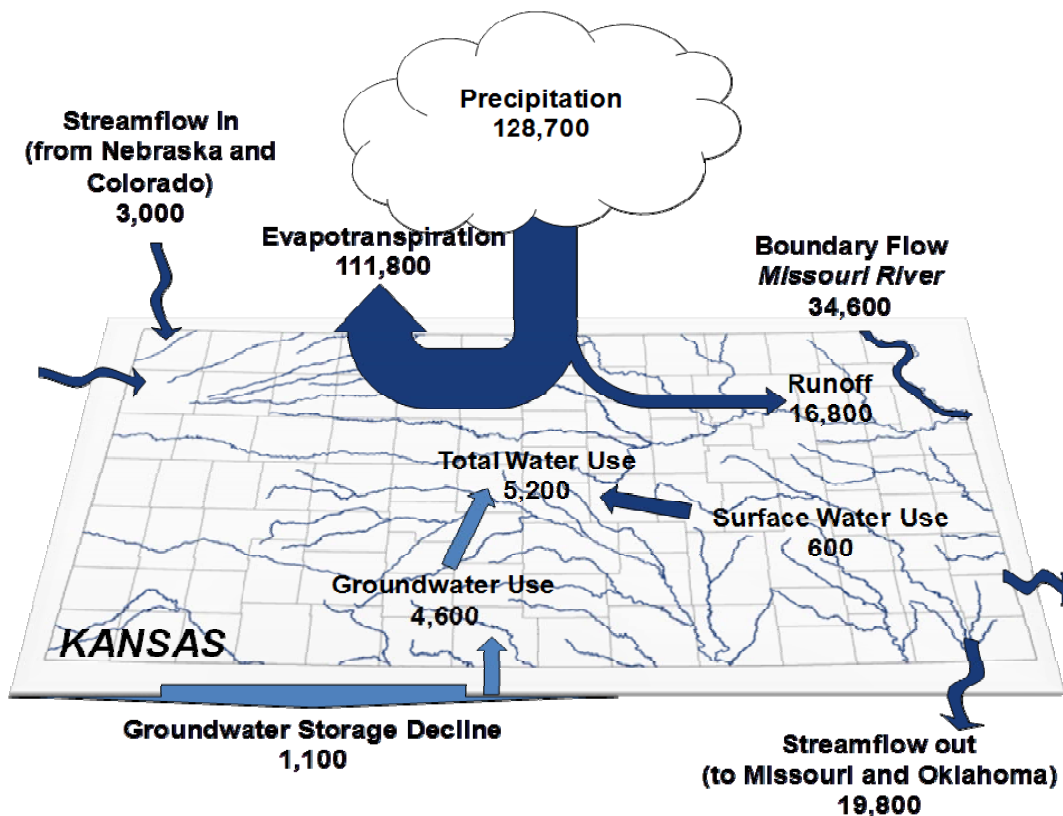 Precipitation
128,700
Streamflow In
(from Nebraska and
Colorado)
3,000
Evapotranspiration
111,800
Boundary Flow
Missouri River
34,600
Runoff
16,800
Total Water Use
5,200
Surface Water Use
600
Groundwater Use
4,600
KANSAS
Groundwater Storage Decline
1,100
Streamflow out
(to Missouri and Oklahoma)
19,800